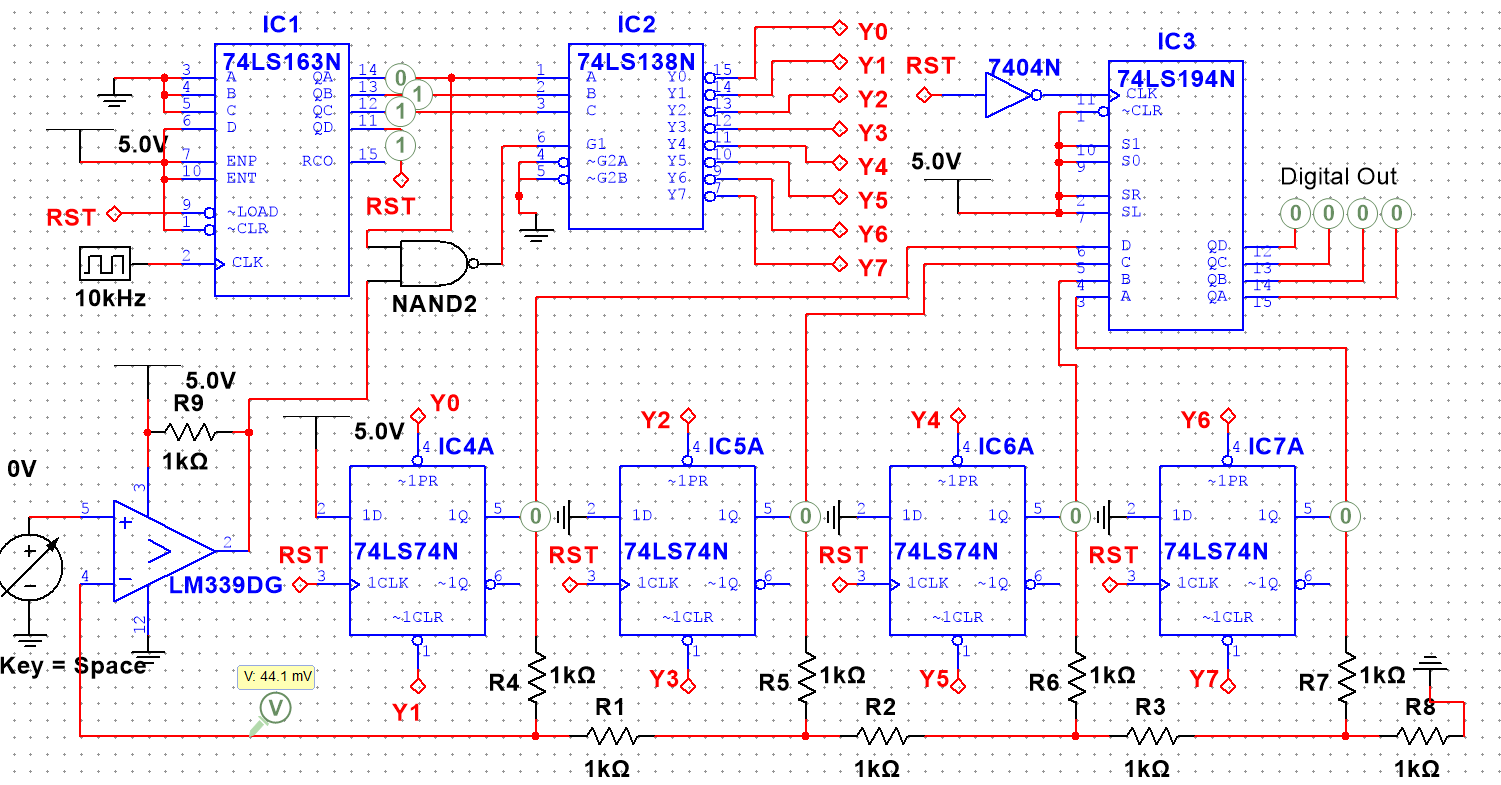 IC1
74LS163N
3 A QA 14 0
4 B QB 13 1
5 C QC 12 1
6 D QD 11 1
5.0V
7 ENP RCO 15
10 ENT
RST
RST 9 ~LOAD
1 ~CLR
2 CLK
10kHz
NAND2
IC2
74LS138N
1 A Y0 15
2 B Y1 14
3 C Y2 13
Y3 12
6 G1 Y4 11
4 ~G2A Y5 10
5 ~G2B Y6 9
Y7 7
Y0
Y1
Y2
Y3
Y4
Y5
Y6
Y7
RST
7404N
IC3
74LS194N
11 CLK
1 ~CLR
10 S1
9 S0
5.0V
2 SR
7 SL
6 D QD 12
5 C QC 13
4 B QB 14
3 A QA 15
Digital Out
0 0 0 0
5.0V
R9
1kΩ
0V
3
5 + 2
4 −
12
LM339DG
Key = Space
V: 44.1 mV
V
5.0V
Y0
4 IC4A
~1PR
2 1D 1Q 5 0
74LS74N
RST
3 1CLK ~1Q 6
~1CLR
1
Y1
Y2
4 IC5A
~1PR
2 1D 1Q 5 0
74LS74N
RST
3 1CLK ~1Q 6
~1CLR
1
Y3
Y4
4 IC6A
~1PR
2 1D 1Q 5 0
74LS74N
RST
3 1CLK ~1Q 6
~1CLR
1
Y5
Y6
4 IC7A
~1PR
2 1D 1Q 5 0
74LS74N
RST
3 1CLK ~1Q 6
~1CLR
1
Y7
R4 1kΩ
R5 1kΩ
R6 1kΩ
R7 1kΩ
R1
1kΩ
R2
1kΩ
R3
1kΩ
R8
1kΩ